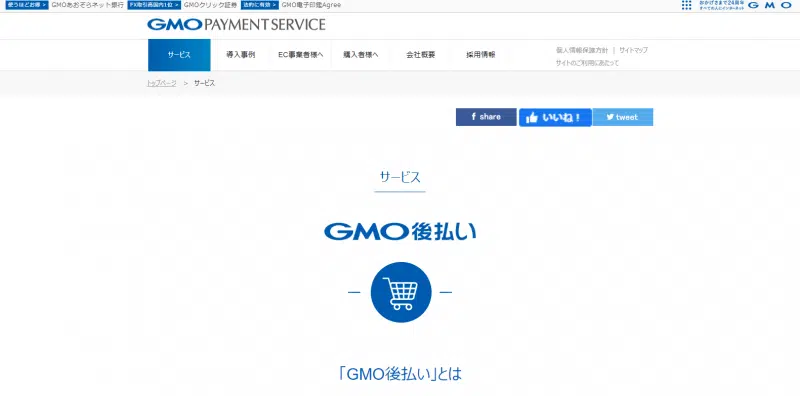 使うほどお得 > GMOあおぞらネット銀行 FX取引高国内1位 > GMOクリック証券 法的に有効 > GMO電子印鑑Agree おかげさまで24周年
すべての人にインターネット
GMO
GMO PAYMENT SERVICE
サービス 導入事例 EC事業者様へ 購入者様へ 会社概要 採用情報
個人情報保護方針 | サイトマップ
サイトのご利用にあたって
トップページ > サービス
f share いいね! tweet
サービス
GMO後払い
「GMO後払い」とは